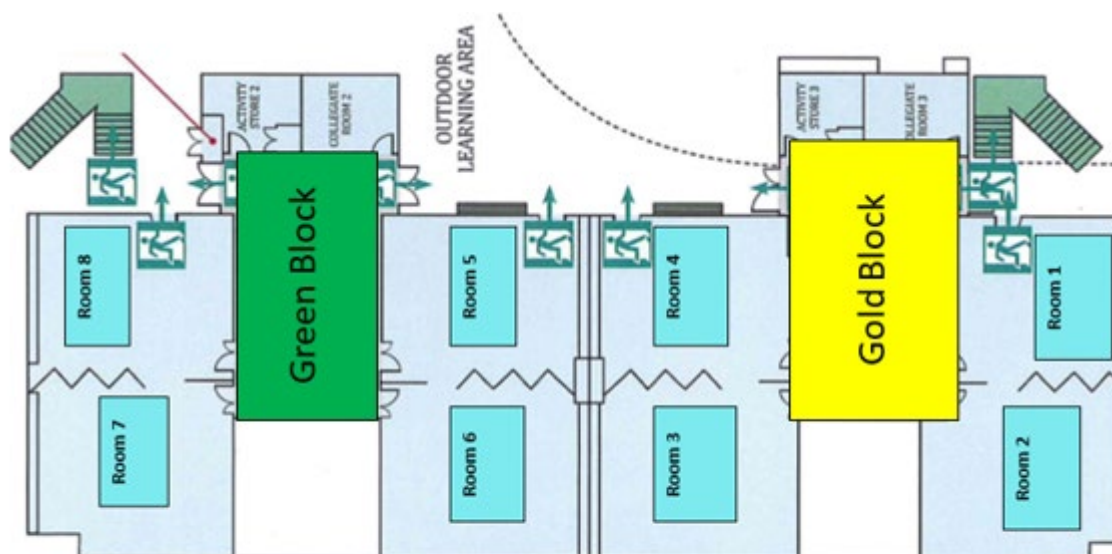 ACTIVITY
STORE 2
COLLEGIATE
ROOM 2
OUTDOOR
LEARNING AREA
ACTIVITY
STORE 3
COLLEGIATE
ROOM 3
Room 8
Green Block
Room 5
Room 4
Gold Block
Room 1
Room 7
Room 6
Room 3
Room 2